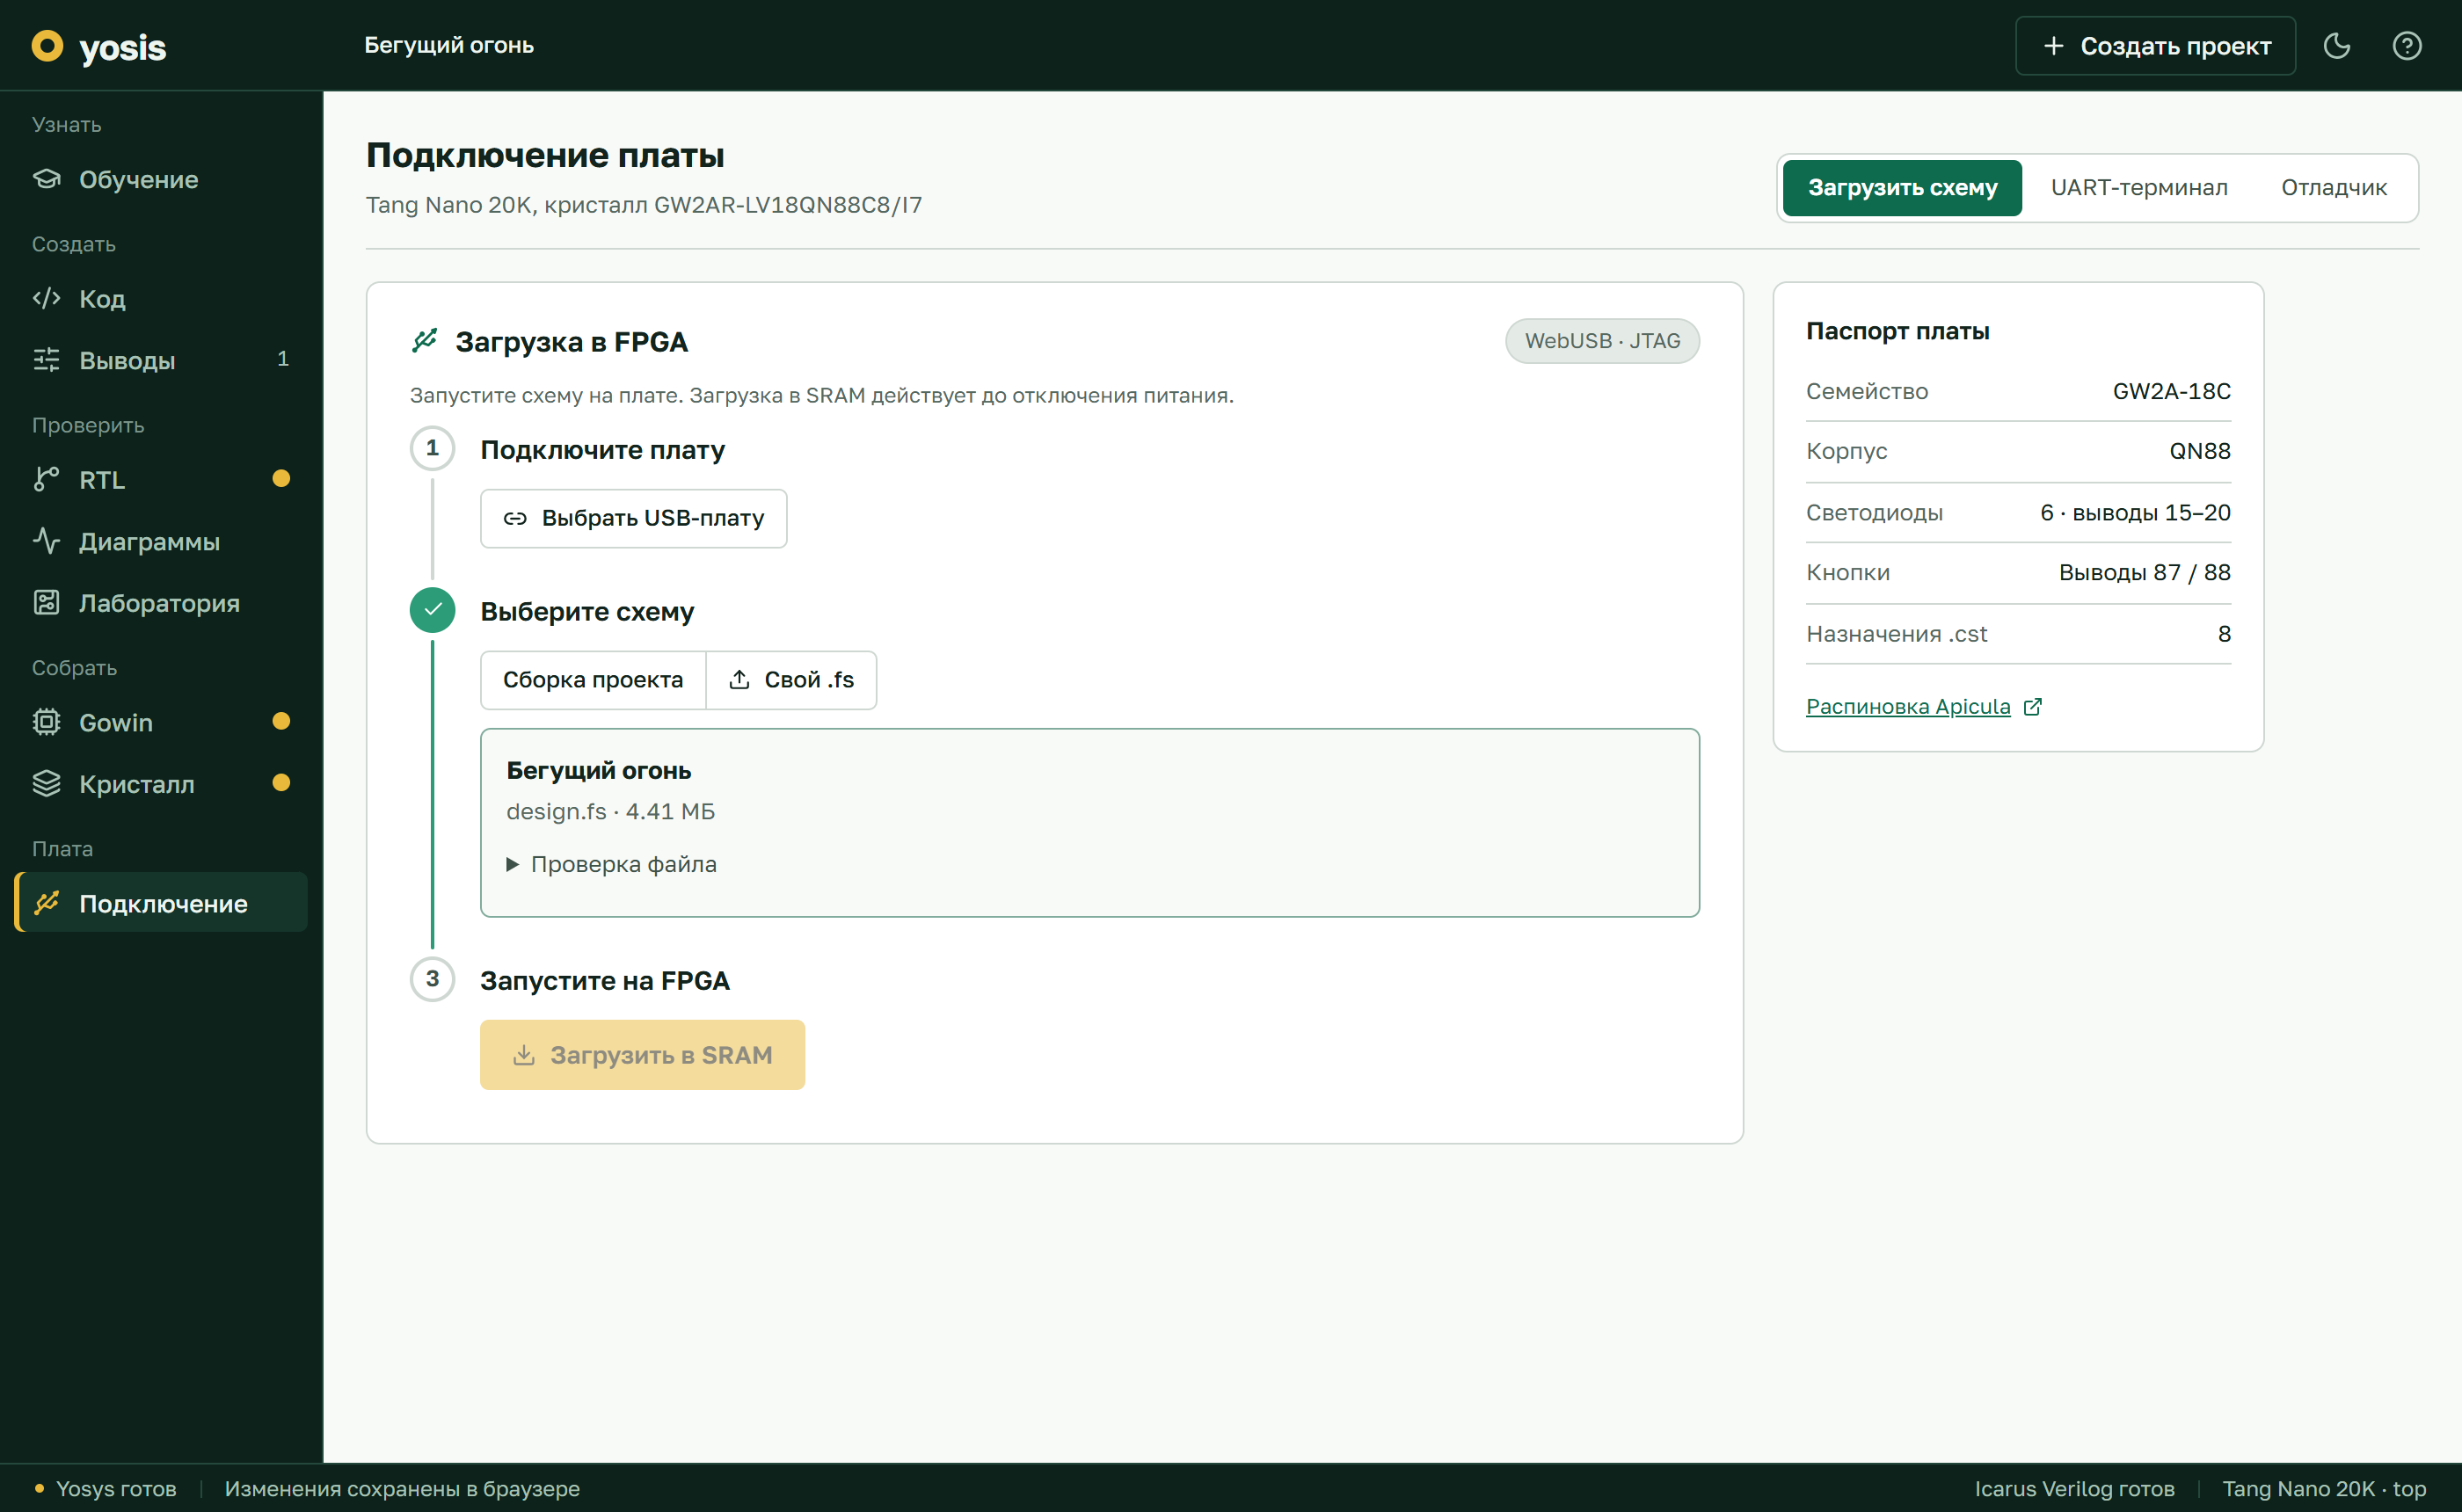 yosis
Бегущий огонь
Создать проект
Узнать
Обучение
Создать
Код
Выводы 1
Проверить
RTL
Диаграммы
Лаборатория
Собрать
Gowin
Кристалл
Плата
Подключение
Подключение платы
Tang Nano 20K, кристалл GW2AR-LV18QN88C8/I7
Загрузить схему UART-терминал Отладчик
Загрузка в FPGA
WebUSB · JTAG
Запустите схему на плате. Загрузка в SRAM действует до отключения питания.
1 Подключите плату
Выбрать USB-плату
Выберите схему
Сборка проекта Свой .fs
Бегущий огонь
design.fs · 4.41 МБ
Проверка файла
3 Запустите на FPGA
Загрузить в SRAM
Паспорт платы
Семейство GW2A-18C
Корпус QN88
Светодиоды 6 · выводы 15–20
Кнопки Выводы 87 / 88
Назначения .cst 8
Распиновка Apicula
Yosys готов Изменения сохранены в браузере
Icarus Verilog готов Tang Nano 20K · top